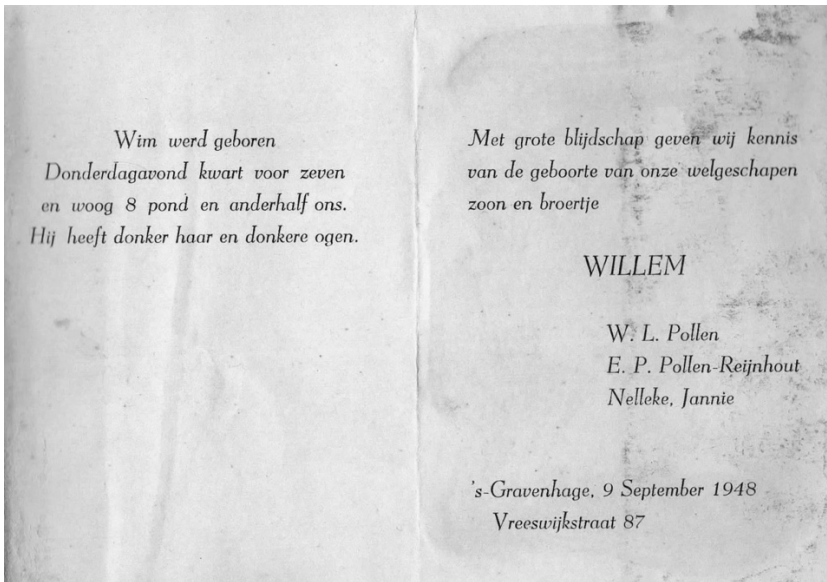 Wim werd geboren
Donderdagavond kwart voor zeven
en woog 8 pond en anderhalf ons.
Hij heeft donker haar en donkere ogen.
Met grote blijdschap geven wij kennis
van de geboorte van onze welgeschapen
zoon en broertje
WILLEM
W. L. Pollen
E. P. Pollen-Reijnhout
Nelleke, Jannie
's-Gravenhage, 9 September 1948
Vreeswijkstraat 87